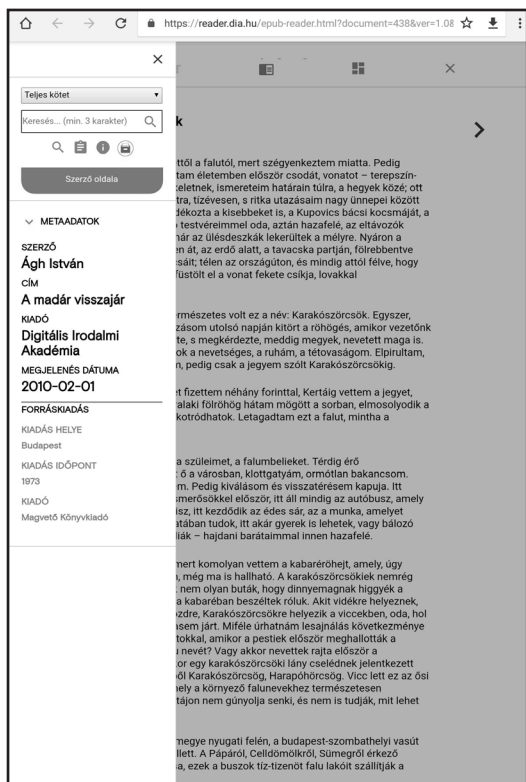 https://reader.dia.hu/epub-reader.html?document=438&ver=1.08
Teljes kötet
Keresés... (min. 3 karakter)
Szerző oldala
METAADATOK
SZERZŐ
Ágh István
CÍM
A madár visszajár
KIADÓ
Digitális Irodalmi
Akadémia
MEGJELENÉS DÁTUMA
2010-02-01
FORRÁSKIADÁS
KIADÁS HELYE
Budapest
KIADÁS IDŐPONT
1973
KIADÓ
Magvető Könyvkiadó
k
ttől a falutól, mert szégyenkeztem miatta. Pedig
tam életemben először csodát, vonatot – terepszín-
keletnek, ismereteim határain túlra, a hegyek közé; ott
tra, tízévesen, s ritka utazásaim nagy ünnepei között
dékozta a kisebbeket is, a Kupovics bácsi kocsmáját, a
testvéreimmel oda, aztán hazafelé, az eltávozók
nár az ülésdeszkák lekerültek a mélyre. Nyáron a
en át, az erdő alatt, a tavacska partján, fölrebbentve
csáit; télen az országúton, és mindig attól félve, hogy
füstölt el a vonat fekete csíkja, lovakkal
rmészetes volt ez a név: Karakószörcsök. Egyszer,
zásom utolsó napján kitört a röhögés, amikor vezetőnk
te, s megkérdezte, meddig megyek, nevetett maga is.
ok a nevetséges, a ruhám, a tétovaságom. Elpirultam,
n, pedig csak a jegyem szólt Karakószörcsökig.
t fizettem néhány forinttal, Kertáig vettem a jegyet,
valaki fölröhög hátam mögött a sorban, elmosolyodik a
kotródhatok. Letagadtam ezt a falut, mintha a
a szüleimet, a falumbelieket. Térdig érő
ő a városban, klottgatyám, ormótlan bakancsom.
em. Pedig kiválásom és visszatérésem kapuja. Itt
smerősökkel először, itt áll mindig az autóbusz, amely
isz, itt kezdődik az édes sár, az a munka, amelyet
atában tudok, itt akár gyerek is lehetek, vagy bálozó
liák – hajdani barátaimmal innen hazafelé.
mert komolyan vettem a kabaréröhejt, amely, úgy
n, még ma is hallható. A karakószörcsökiek nemrég
nem olyan buták, hogy dinnyemagnak higgyék a
a kabaréban beszéltek róluk. Akit vidékre helyeznek,
zdre, Karakószörcsökre helyezik a viccekben, oda, hol
asem járt. Miféle úrhatnám lesajnálás következménye
tokkal, amikor a pestiek először meghallották a
u nevét? Vagy akkor nevettek rajta először a
or egy karakószörcsöki lány cselédnek jelentkezett
ből Karakószörcsög, Harapóhörcsög. Vicc lett ez az ősi
nely a környező falunevekhez természetesen
tájon nem gúnyolja senki, és nem is tudják, mit lehet
megye nyugati felén, a budapest-szombathelyi vasút
llett. A Pápáról, Celldömölkről, Sümegről érkező
sa, ezek a buszok tíz-tizenöt falu lakóit szállítják a